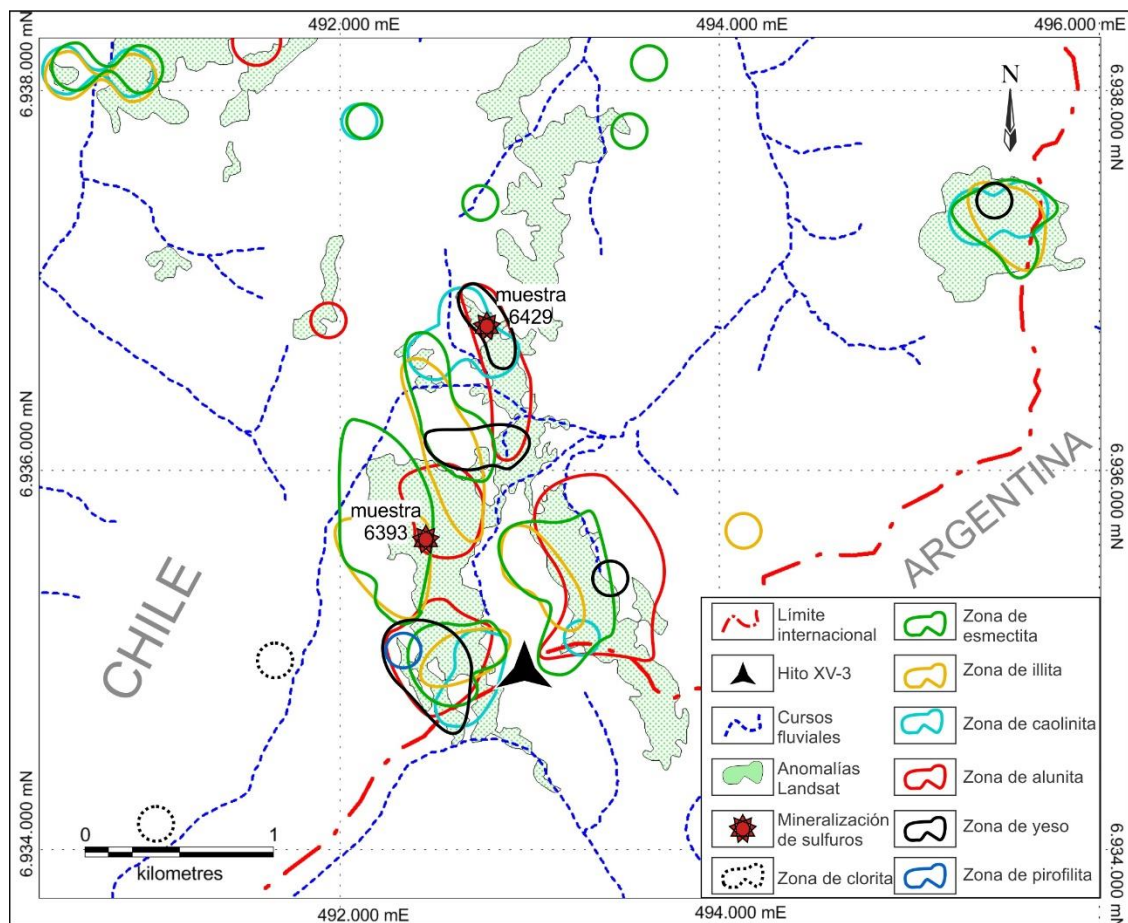 492.000 mE
494.000 mE
496.000 mE
6.938.000 mN
6.938.000 mN
N
muestra
6429
6.936.000 mN
6.936.000 mN
muestra
6393
CHILE
ARGENTINA
Límite
internacional
Zona de
esmectita
Hito XV-3
Zona de illita
Cursos
fluviales
Zona de caolinita
Anomalías
Landsat
Zona de alunita
Mineralización
de sulfuros
Zona de yeso
Zona de clorita
Zona de pirofilita
6.934.000 mN
6.934.000 mN
0 1
kilometres
492.000 mE
494.000 mE